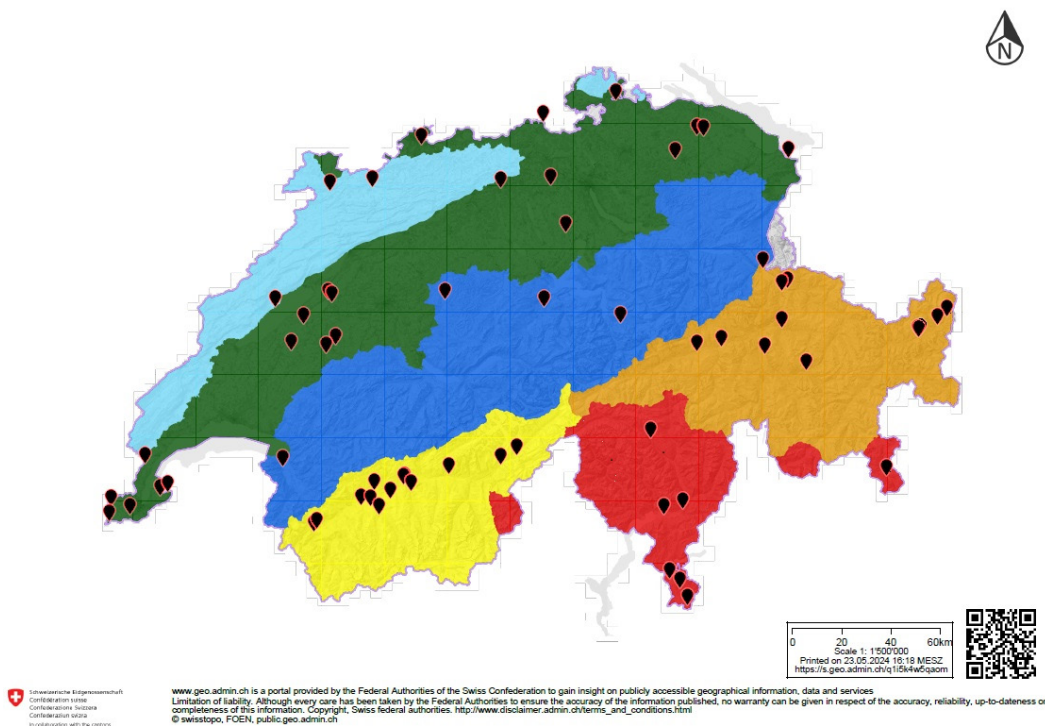 N
0 20 40 60km
Scale 1: 1'500'000
Printed on 23.05.2024 16:18 MESZ
https://s.geo.admin.ch/q1i5k4w5qaom
Schweizerische Eidgenossenschaft
Confédération suisse
Confederazione Svizzera
Confederaziun svizra
In collaboration with the cantons
www.geo.admin.ch is a portal provided by the Federal Authorities of the Swiss Confederation to gain insight on publicly accessible geographical information, data and services
Limitation of liability. Although every care has been taken by the Federal Authorities to ensure the accuracy of the information published, no warranty can be given in respect of the accuracy, reliability, up-to-dateness or
completeness of this information. Copyright, Swiss federal authorities. http://www.disclaimer.admin.ch/terms_and_conditions.html
© swisstopo, FOEN, public.geo.admin.ch